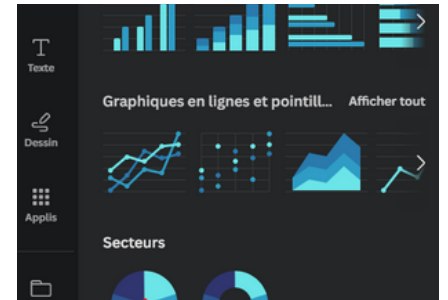 Texte
Graphiques en lignes et pointill... Afficher tout
Dessin
Applis
Secteurs